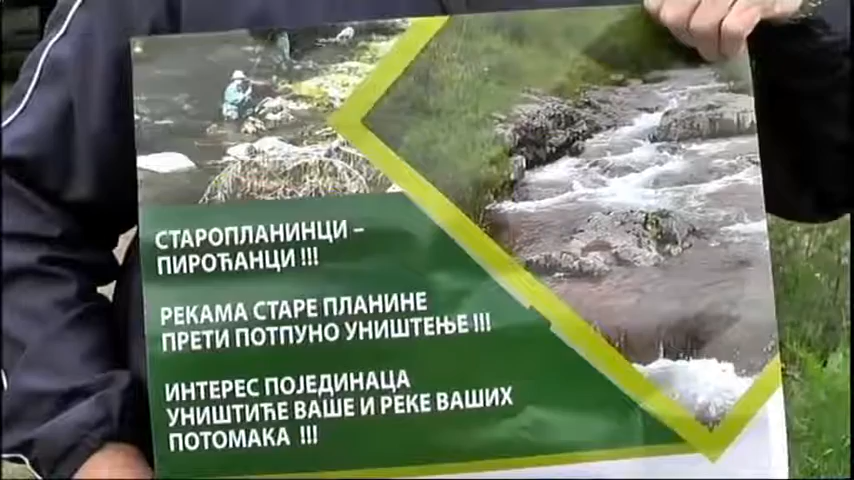 СТАРОПЛАНИНЦИ –
ПИРОЋАНЦИ !!!
РЕКАМА СТАРЕ ПЛАНИНЕ
ПРЕТИ ПОТПУНО УНИШТЕЊЕ !!!
ИНТЕРЕС ПОЈЕДИНАЦА
УНИШТИЋЕ ВАШЕ И РЕКЕ ВАШИХ
ПОТОМАКА !!!